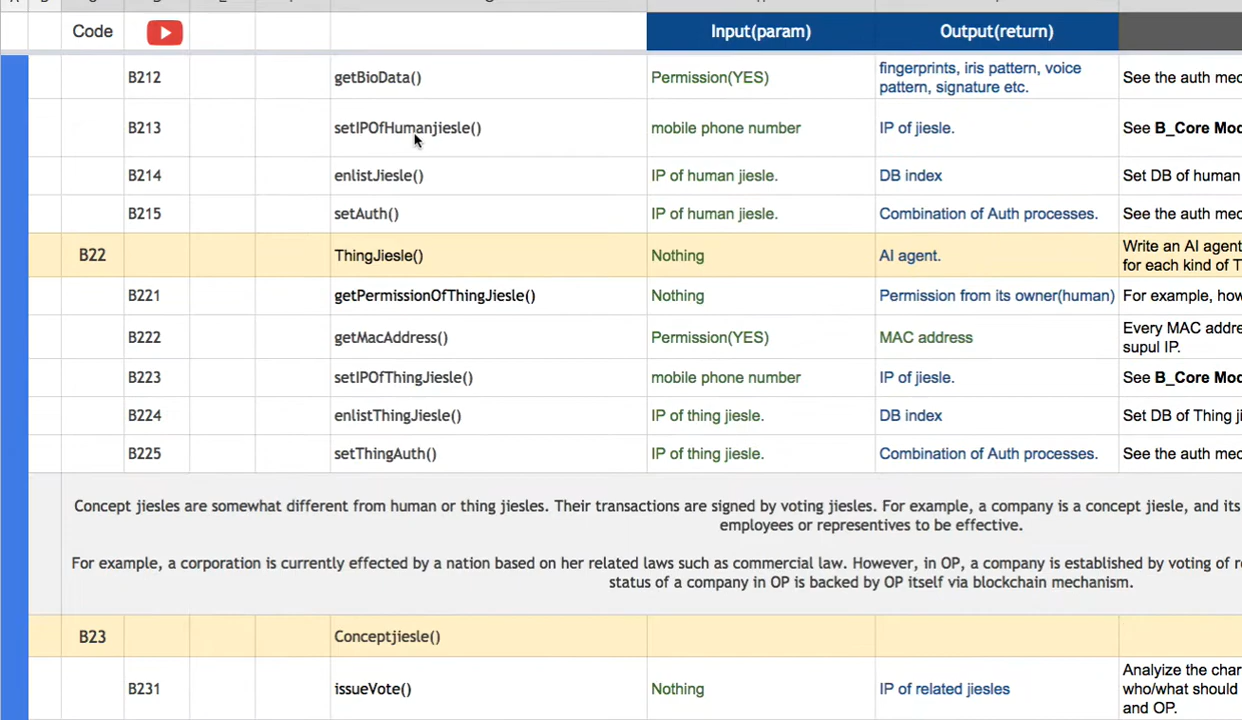 Code Input(param) Output(return)
B212 getBioData() Permission(YES) fingerprints, iris pattern, voice
pattern, signature etc. See the auth mec
B213 setIPOfHumanjiesle() mobile phone number IP of jiesle. See B_Core Mod
B214 enlistJiesle() IP of human jiesle. DB index Set DB of human
B215 setAuth() IP of human jiesle. Combination of Auth processes. See the auth mec
B22 ThingJiesle() Nothing AI agent. Write an AI agent
for each kind of T
B221 getPermissionOfThingJiesle() Nothing Permission from its owner(human) For example, how
B222 getMacAddress() Permission(YES) MAC address Every MAC addre
supul IP.
B223 setIPOfThingJiesle() mobile phone number IP of jiesle. See B_Core Mod
B224 enlistThingJiesle() IP of thing jiesle. DB index Set DB of Thing ji
B225 setThingAuth() IP of thing jiesle. Combination of Auth processes. See the auth mec
Concept jiesles are somewhat different from human or thing jiesles. Their transactions are signed by voting jiesles. For example, a company is a concept jiesle, and its
employees or representives to be effective.
For example, a corporation is currently effected by a nation based on her related laws such as commercial law. However, in OP, a company is established by voting of re
status of a company in OP is backed by OP itself via blockchain mechanism.
B23 Conceptjiesle()
B231 issueVote() Nothing IP of related jiesles Analyize the char
who/what should
and OP.